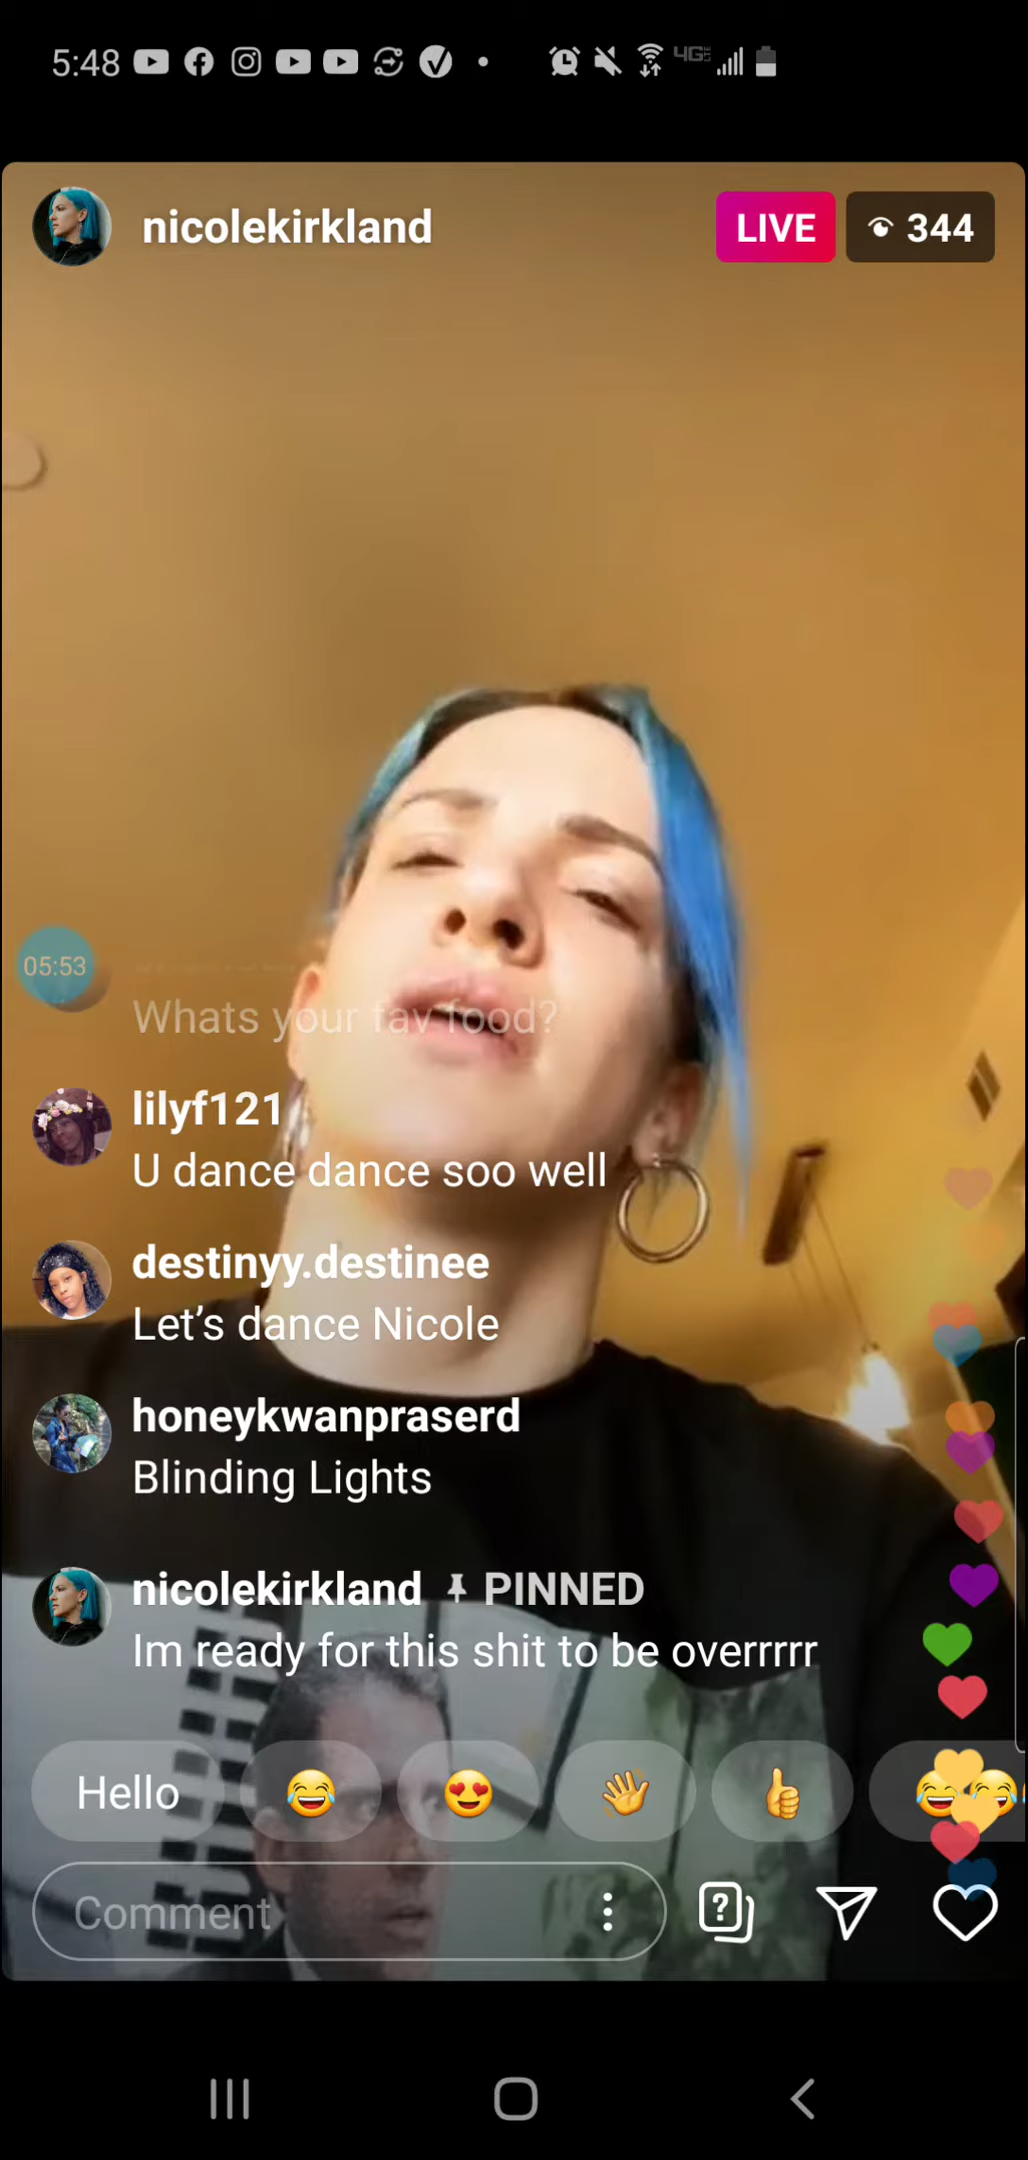 5:48
4G
nicolekirkland
LIVE 344
05:53
Whats your fav food?
lilyf121
U dance dance soo well
destinyy.destinee
Let’s dance Nicole
honeykwanpraserd
Blinding Lights
nicolekirkland PINNED
Im ready for this shit to be overrrrr
Hello
Comment